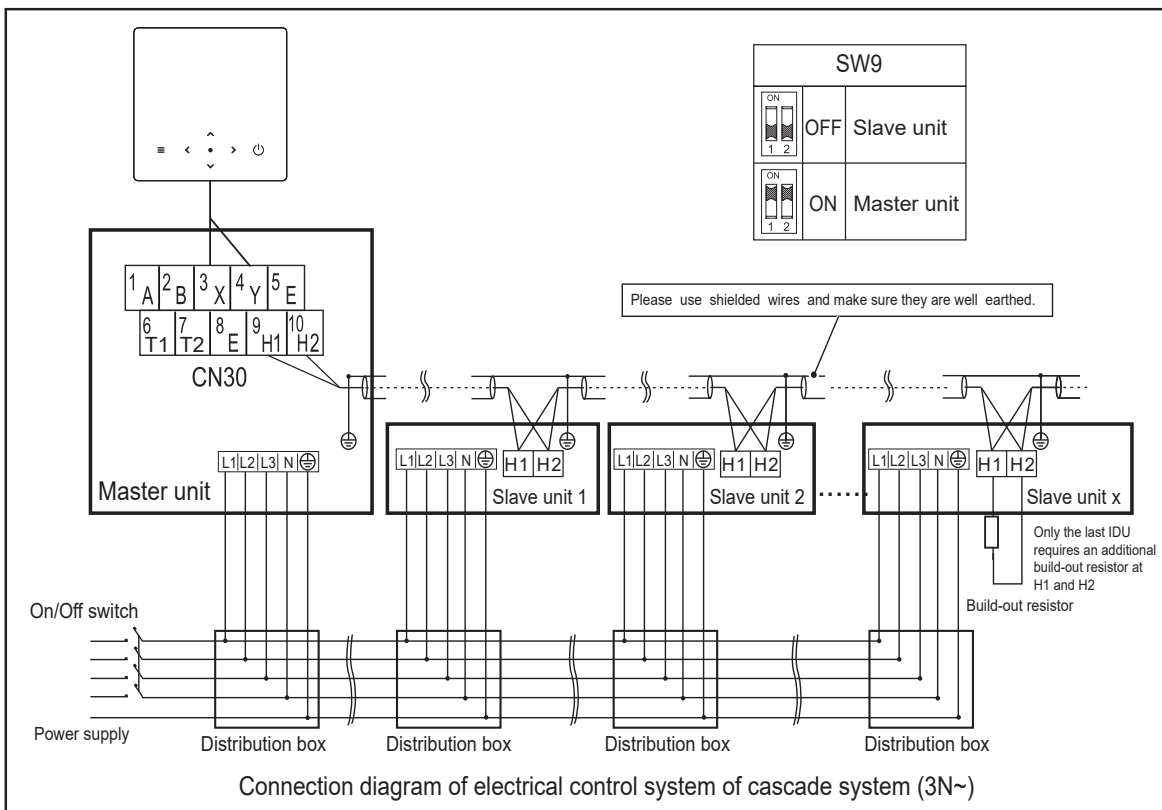 SW9
ON
1 2
OFF
Slave unit
ON
1 2
ON
Master unit
Please use shielded wires and make sure they are well earthed.
1 A 2 B 3 X 4 Y 5 E
6 T1 7 T2 8 E 9 H1 10 H2
CN30
L1 L2 L3 N
Master unit
L1 L2 L3 N
H1 H2
Slave unit 1
L1 L2 L3 N
H1 H2
Slave unit 2
L1 L2 L3 N
H1 H2
Slave unit x
Only the last IDU
requires an additional
build-out resistor at
H1 and H2
Build-out resistor
On/Off switch
Power supply
Distribution box
Distribution box
Distribution box
Distribution box
Connection diagram of electrical control system of cascade system (3N~)